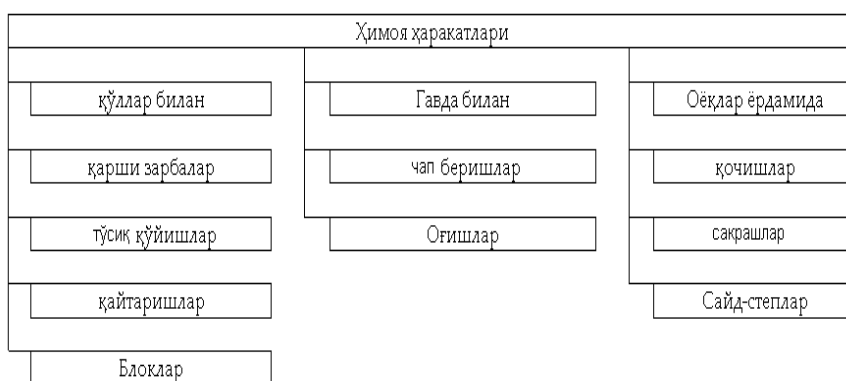 Ҳимоя ҳаракатлари
қўллар билан
Гавда билан
Оёқлар ёрдамида
қарши зарбалар
чап беришлар
қочишлар
тўсиқ қўйишлар
Оғишлар
сакрашлар
қайтаришлар
Сайд-степлар
Блоклар